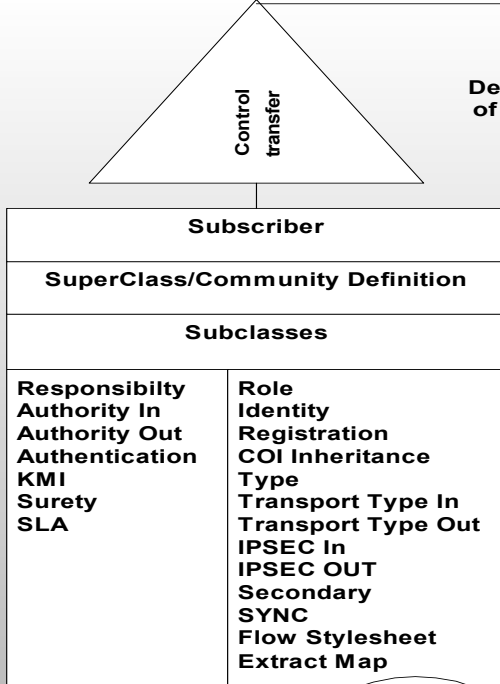 Control
transfer
De
of
Subscriber
SuperClass/Community Definition
Subclasses
Responsibilty
Authority In
Authority Out
Authentication
KMI
Surety
SLA
Role
Identity
Registration
COI Inheritance
Type
Transport Type In
Transport Type Out
IPSEC In
IPSEC OUT
Secondary
SYNC
Flow Stylesheet
Extract Map